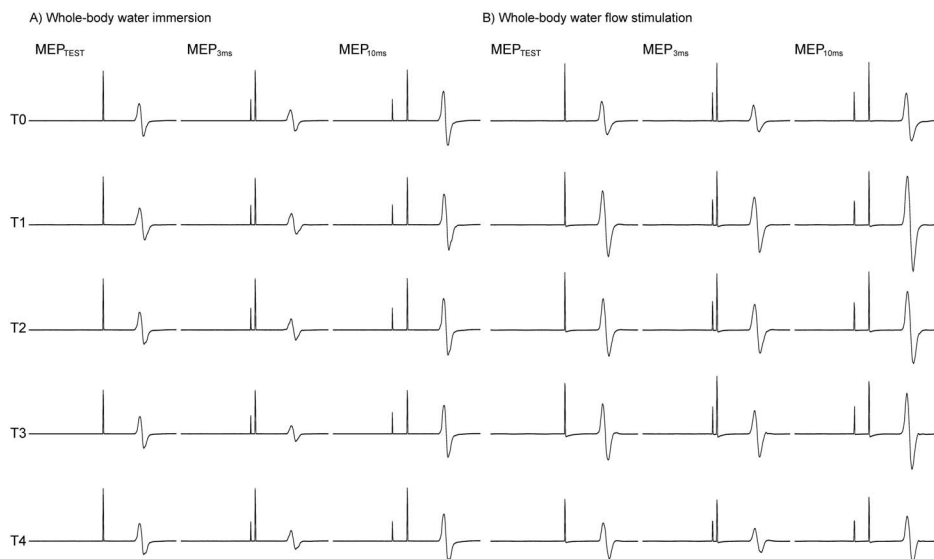 A) Whole-body water immersion B) Whole-body water flow stimulation
MEPTEST MEP3ms MEP10ms MEPTEST MEP3ms MEP10ms
T0
T1
T2
T3
T4